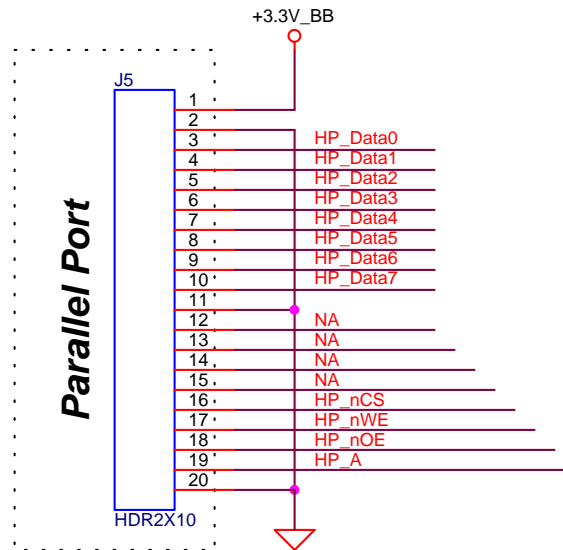 +3.3V_BB
J5
1
2
3 HP_Data0
4 HP_Data1
5 HP_Data2
6 HP_Data3
7 HP_Data4
8 HP_Data5
9 HP_Data6
10 HP_Data7
11
12 NA
13 NA
14 NA
15 NA
16 HP_nCS
17 HP_nWE
18 HP_nOE
19 HP_A
20
HDR2X10
Parallel Port